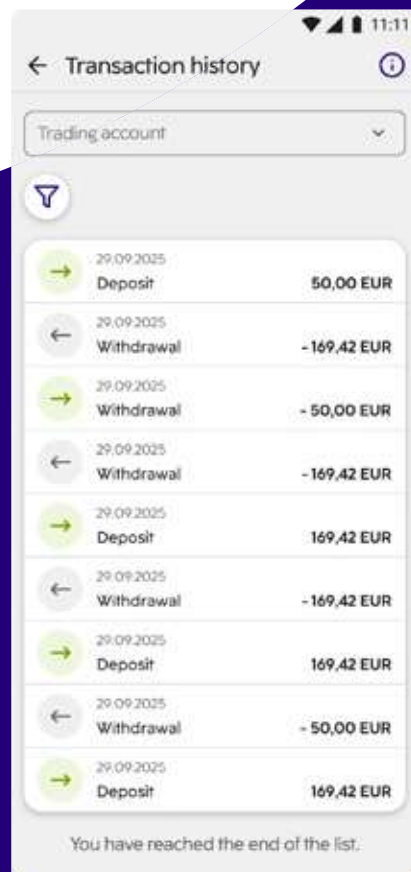 11:11
Transaction history
Trading account
29.09.2025
Deposit 50,00 EUR
29.09.2025
Withdrawal -169,42 EUR
29.09.2025
Withdrawal - 50,00 EUR
29.09.2025
Withdrawal -169,42 EUR
29.09.2025
Deposit 169,42 EUR
29.09.2025
Withdrawal -169,42 EUR
29.09.2025
Deposit 169,42 EUR
29.09.2025
Withdrawal - 50,00 EUR
29.09.2025
Deposit 169,42 EUR
You have reached the end of the list.